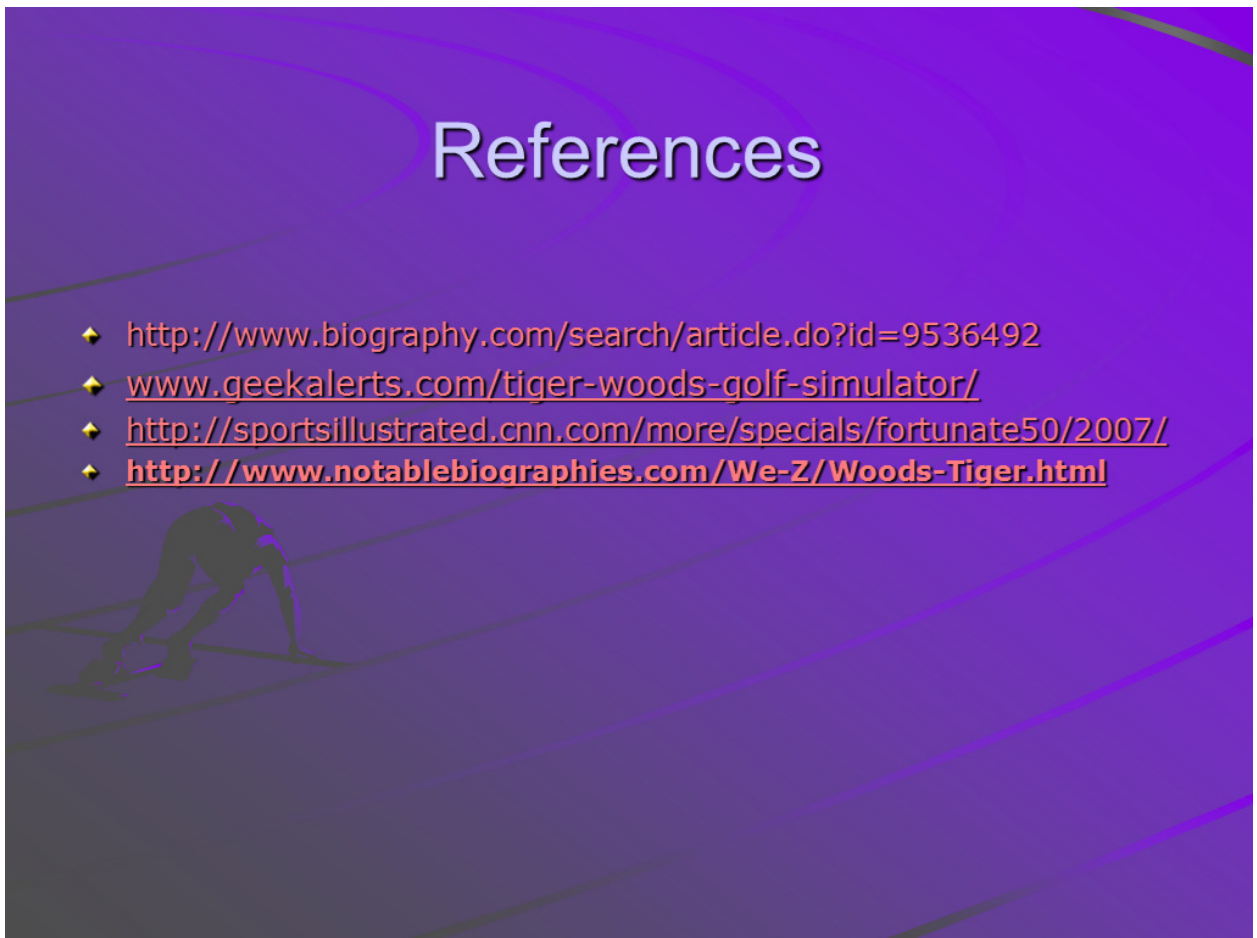 References
http://www.biography.com/search/article.do?id=9536492
www.geekalerts.com/tiger-woods-golf-simulator/
http://sportsillustrated.cnn.com/more/specials/fortunate50/2007/
http://www.notablebiographies.com/We-Z/Woods-Tiger.html